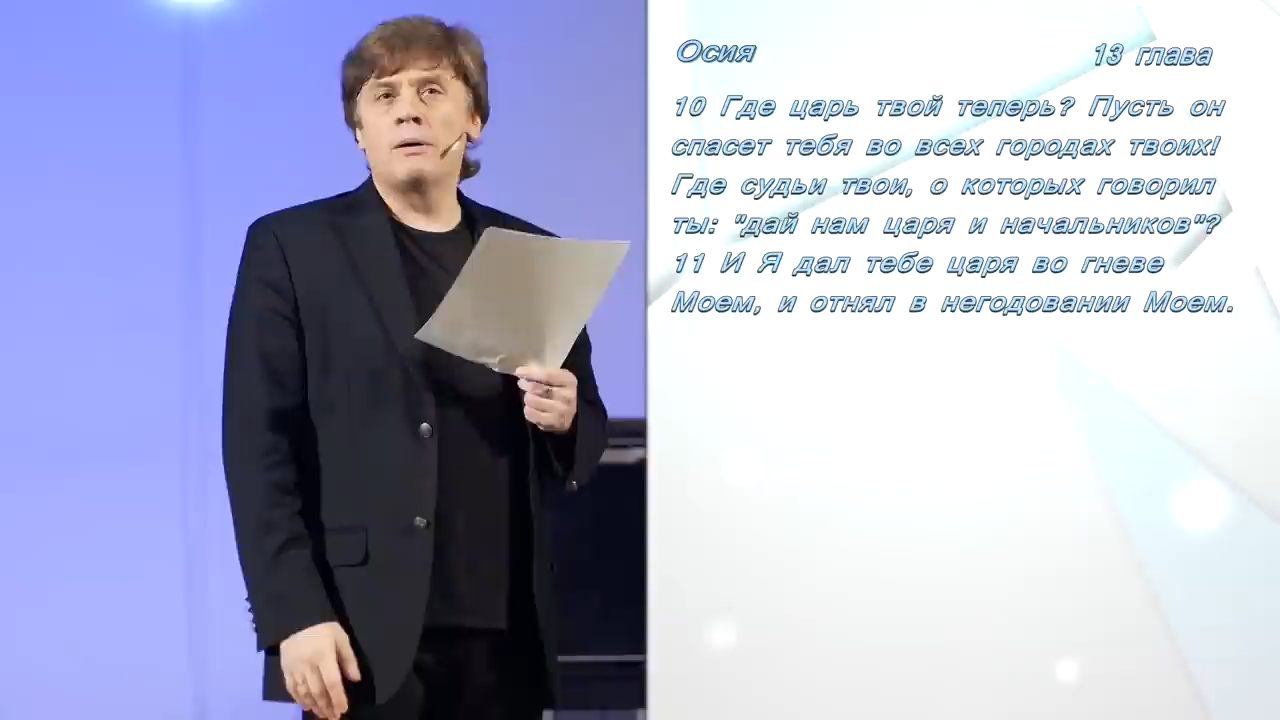 Осия 13 глава
10 Где царь твой теперь? Пусть он
спасет тебя во всех городах твоих!
Где судьи твои, о которых говорил
ты: "дай нам царя и начальников"?
11 И Я дал тебе царя во гневе
Моем, и отнял в негодовании Моем.